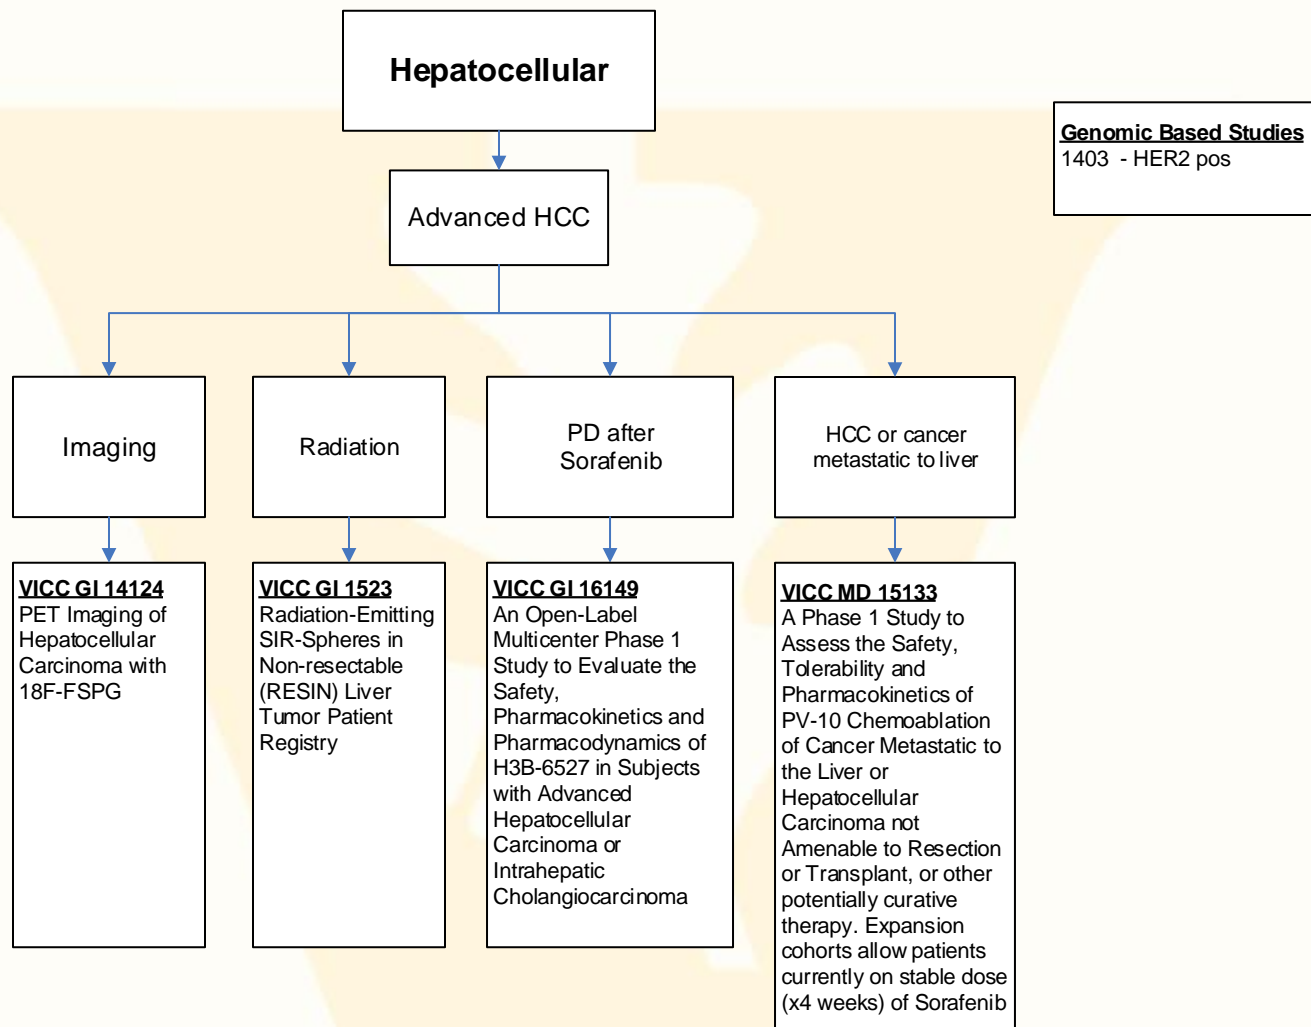 Hepatocellular
Genomic Based Studies
1403 - HER2 pos
Advanced HCC
Imaging
Radiation
PD after
Sorafenib
HCC or cancer
metastatic to liver
VICC GI 14124
PET Imaging of
Hepatocellular
Carcinoma with
18F-FSPG
VICC GI 1523
Radiation-Emitting
SIR-Spheres in
Non-resectable
(RESIN) Liver
Tumor Patient
Registry
VICC GI 16149
An Open-Label
Multicenter Phase 1
Study to Evaluate the
Safety,
Pharmacokinetics and
Pharmacodynamics of
H3B-6527 in Subjects
with Advanced
Hepatocellular
Carcinoma or
Intrahepatic
Cholangiocarcinoma
VICC MD 15133
A Phase 1 Study to
Assess the Safety,
Tolerability and
Pharmacokinetics of
PV-10 Chemoablation
of Cancer Metastatic to
the Liver or
Hepatocellular
Carcinoma not
Amenable to Resection
or Transplant, or other
potentially curative
therapy. Expansion
cohorts allow patients
currently on stable dose
(x4 weeks) of Sorafenib